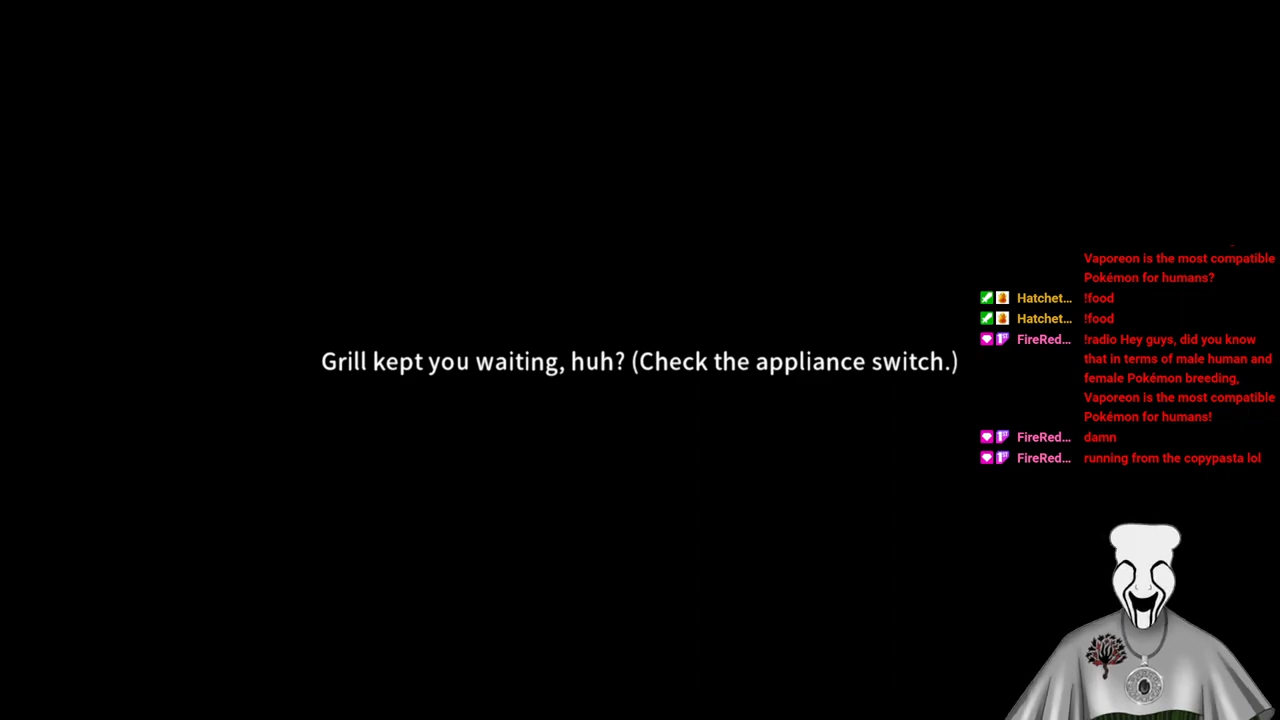 Grill kept you waiting, huh? (Check the appliance switch.)
Vaporeon is the most compatible
Pokémon for humans?
Hatchet... !food
Hatchet... !food
FireRed... !radio Hey guys, did you know
that in terms of male human and
female Pokémon breeding,
Vaporeon is the most compatible
Pokémon for humans!
FireRed... damn
FireRed... running from the copypasta lol